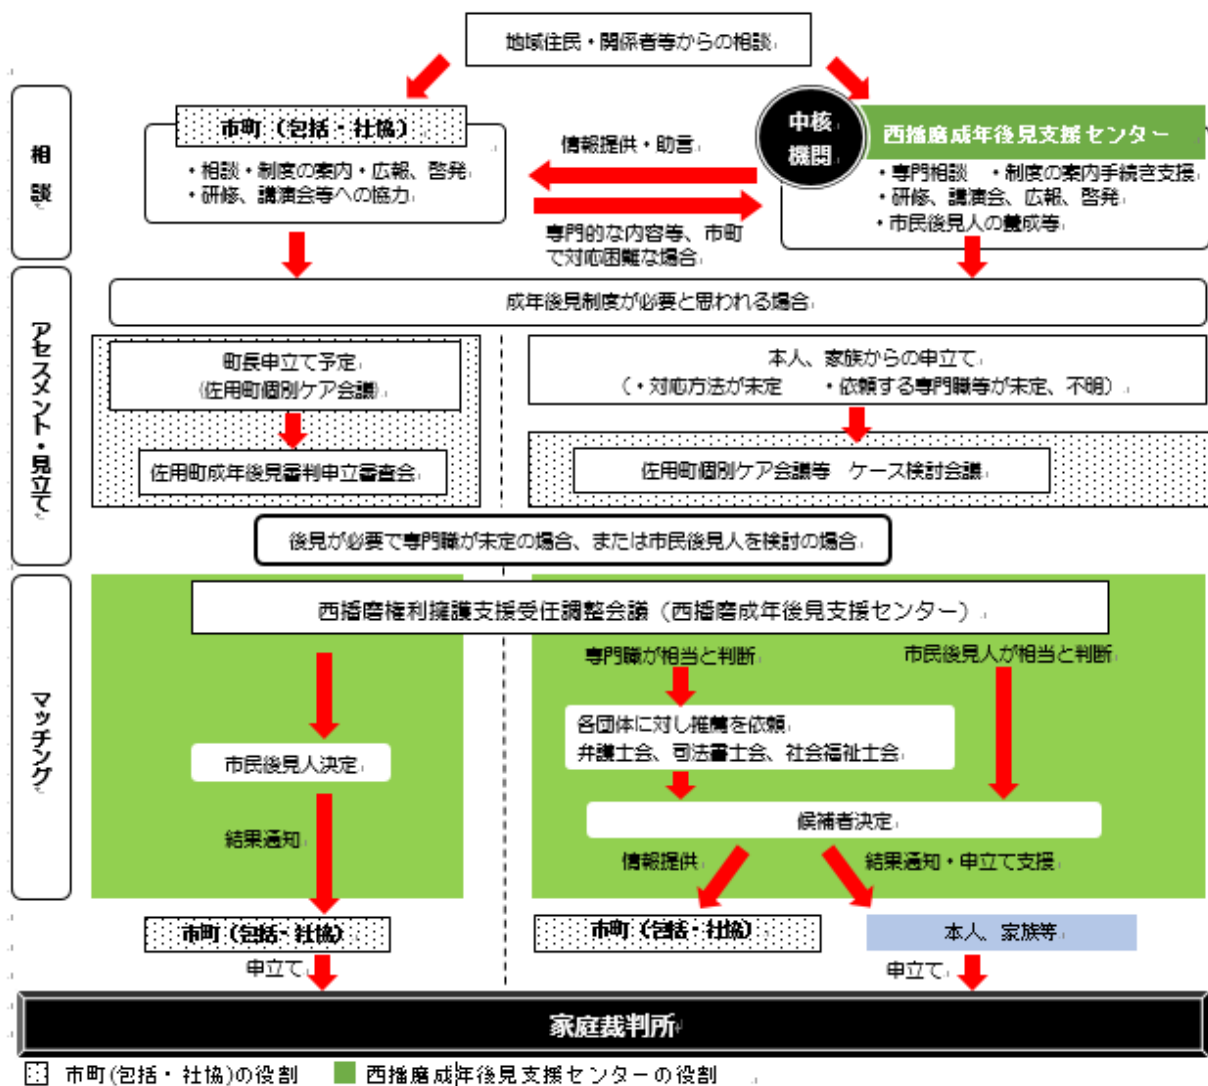 地域住民・関係者等からの相談
相談
市町（包括・社協）
・相談・制度の案内・広報、啓発
・研修、講演会等への協力
情報提供・助言
専門的な内容等、市町
で対応困難な場合
中核
機関
西播磨成年後見支援センター
・専門相談　・制度の案内手続き支援
・研修、講演会、広報、啓発
・市民後見人の養成等
アセスメント・見立て
成年後見制度が必要と思われる場合
町長申立て予定
(佐用町個別ケア会議)
佐用町成年後見審判申立審査会
本人、家族からの申立て
（・対応方法が未定　　・依頼する専門職等が未定、不明）
佐用町個別ケア会議等　ケース検討会議
後見が必要で専門職が未定の場合、または市民後見人を検討の場合
マッチング
西播磨権利擁護支援受任調整会議（西播磨成年後見支援センター）
市民後見人決定
結果通知
専門職が相当と判断
市民後見人が相当と判断
各団体に対し推薦を依頼
弁護士会、司法書士会、社会福祉士会
候補者決定
情報提供
結果通知・申立て支援
市町（包括・社協）
市町（包括・社協）
本人、家族等
申立て
申立て
家庭裁判所
市町(包括・社協)の役割
西播磨成年後見支援センターの役割